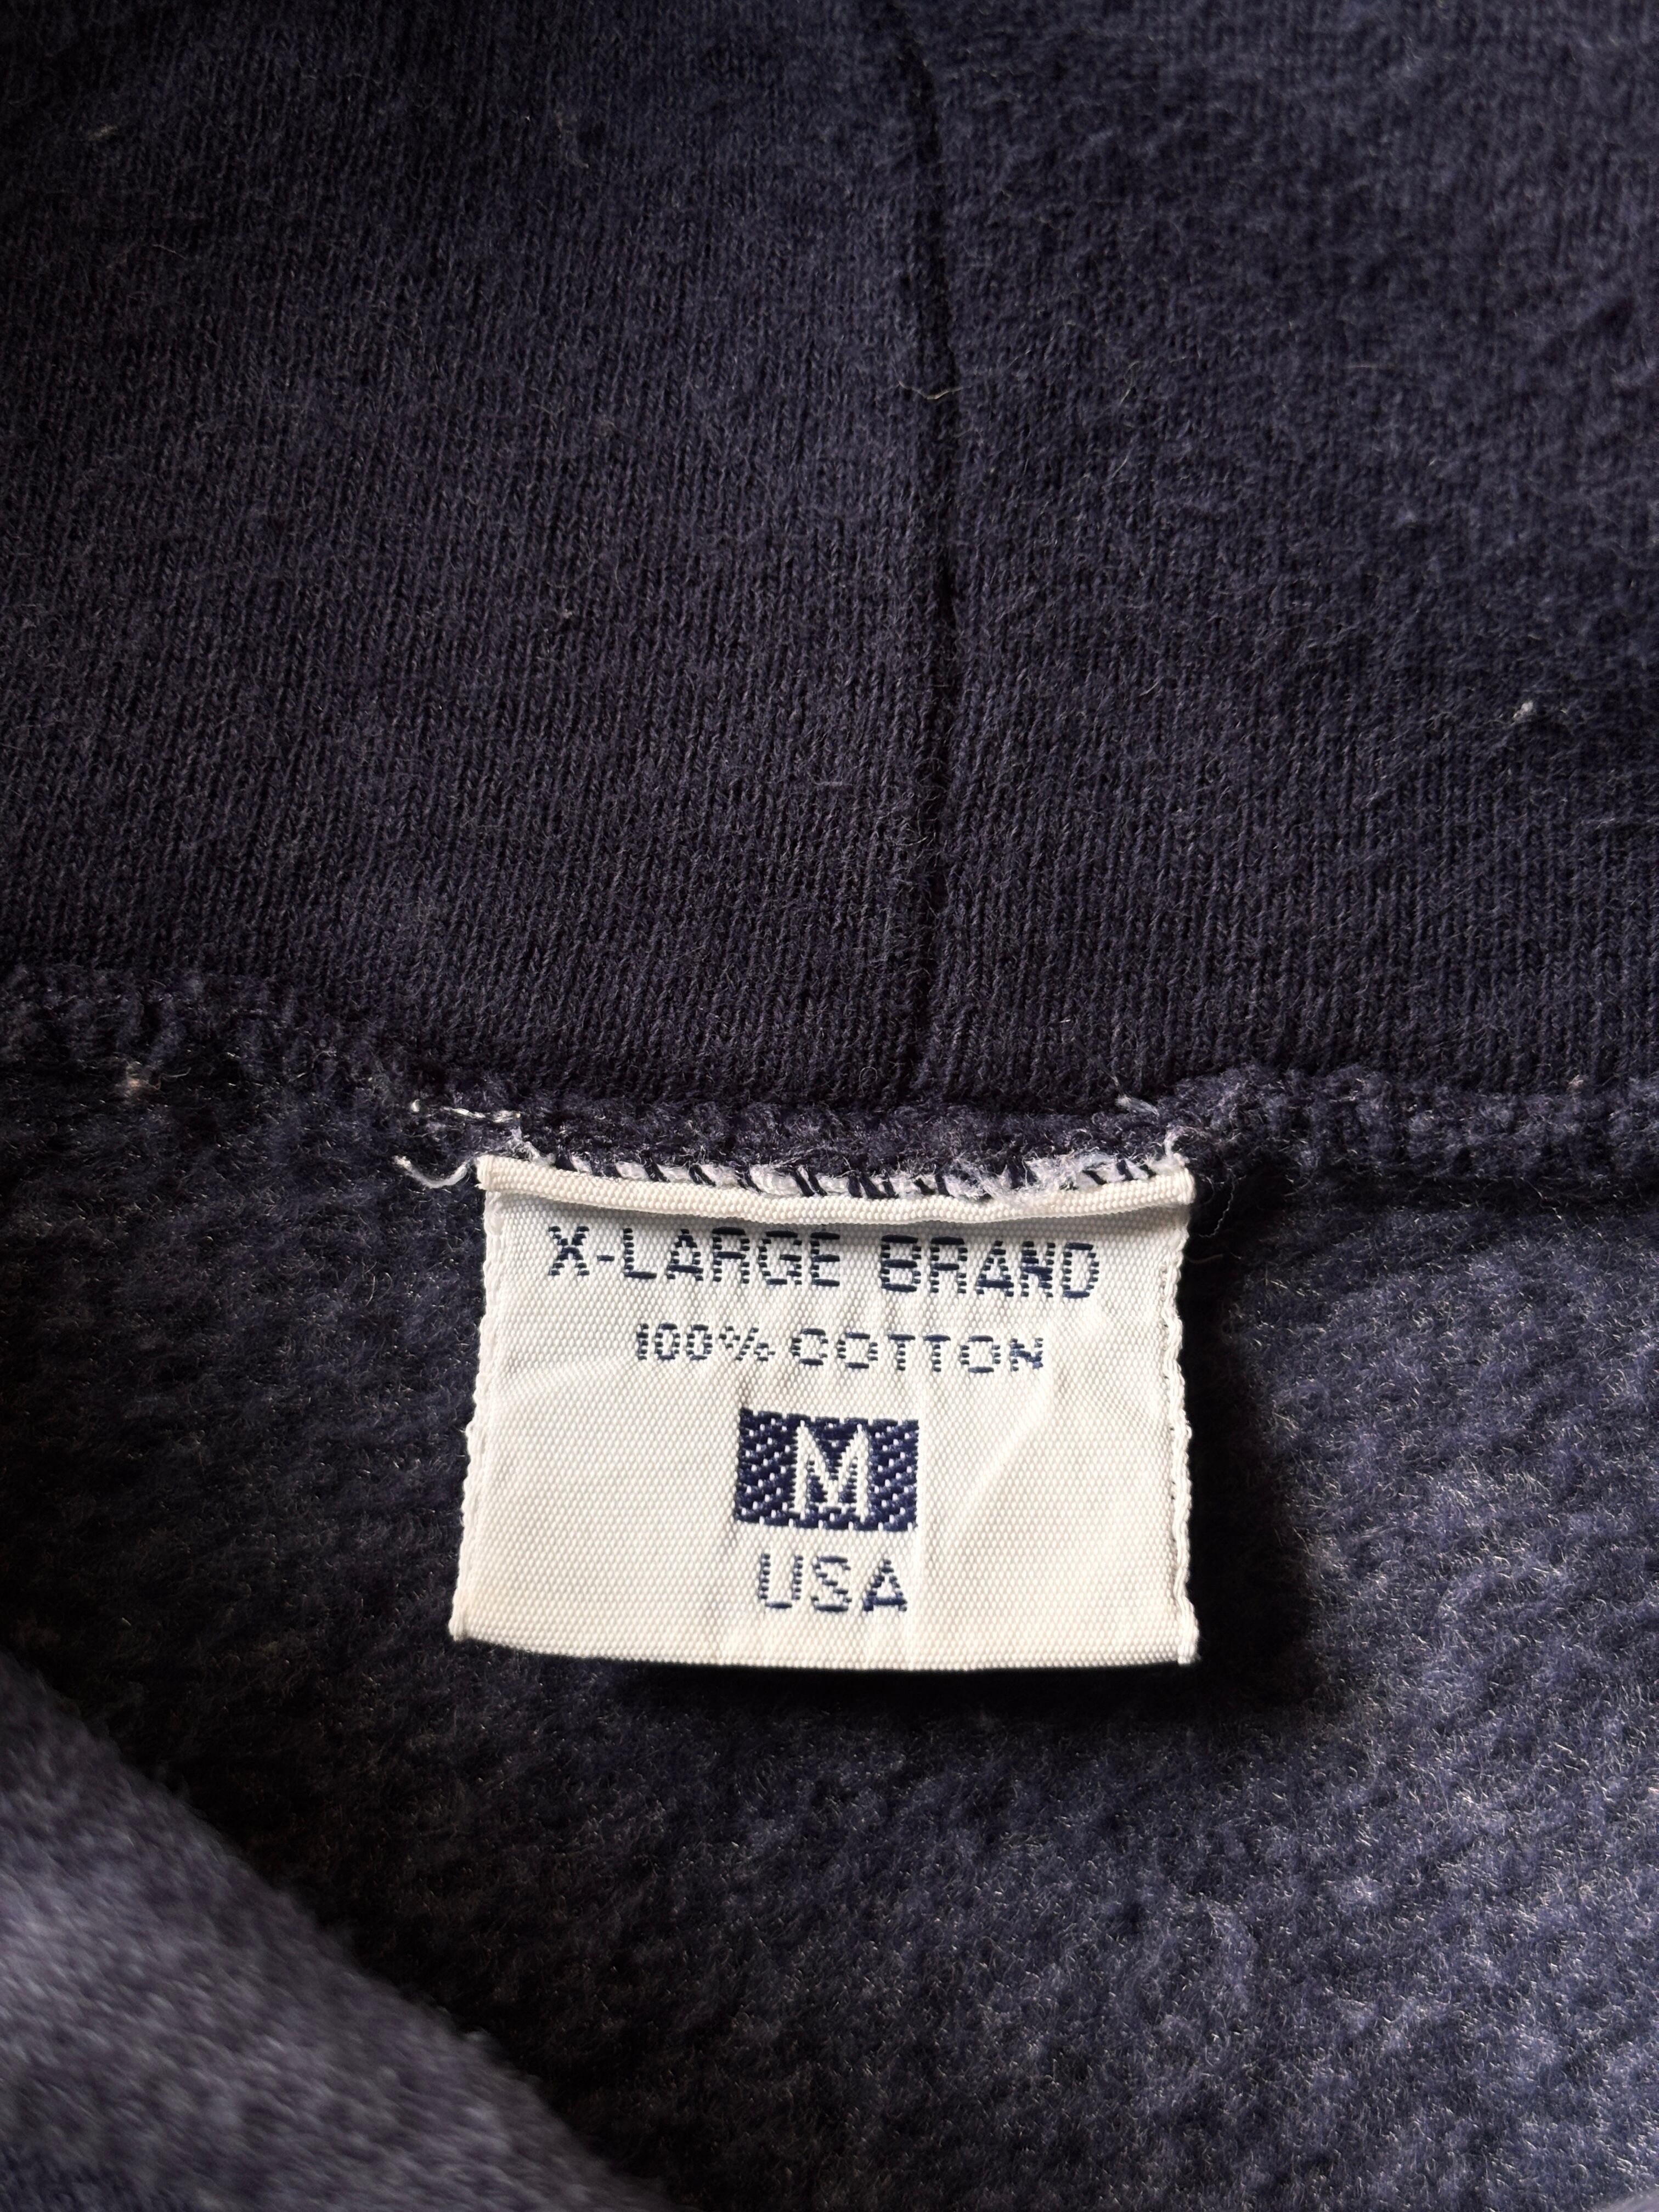 X-LARGE BRAND
100% COTTON
M
USA